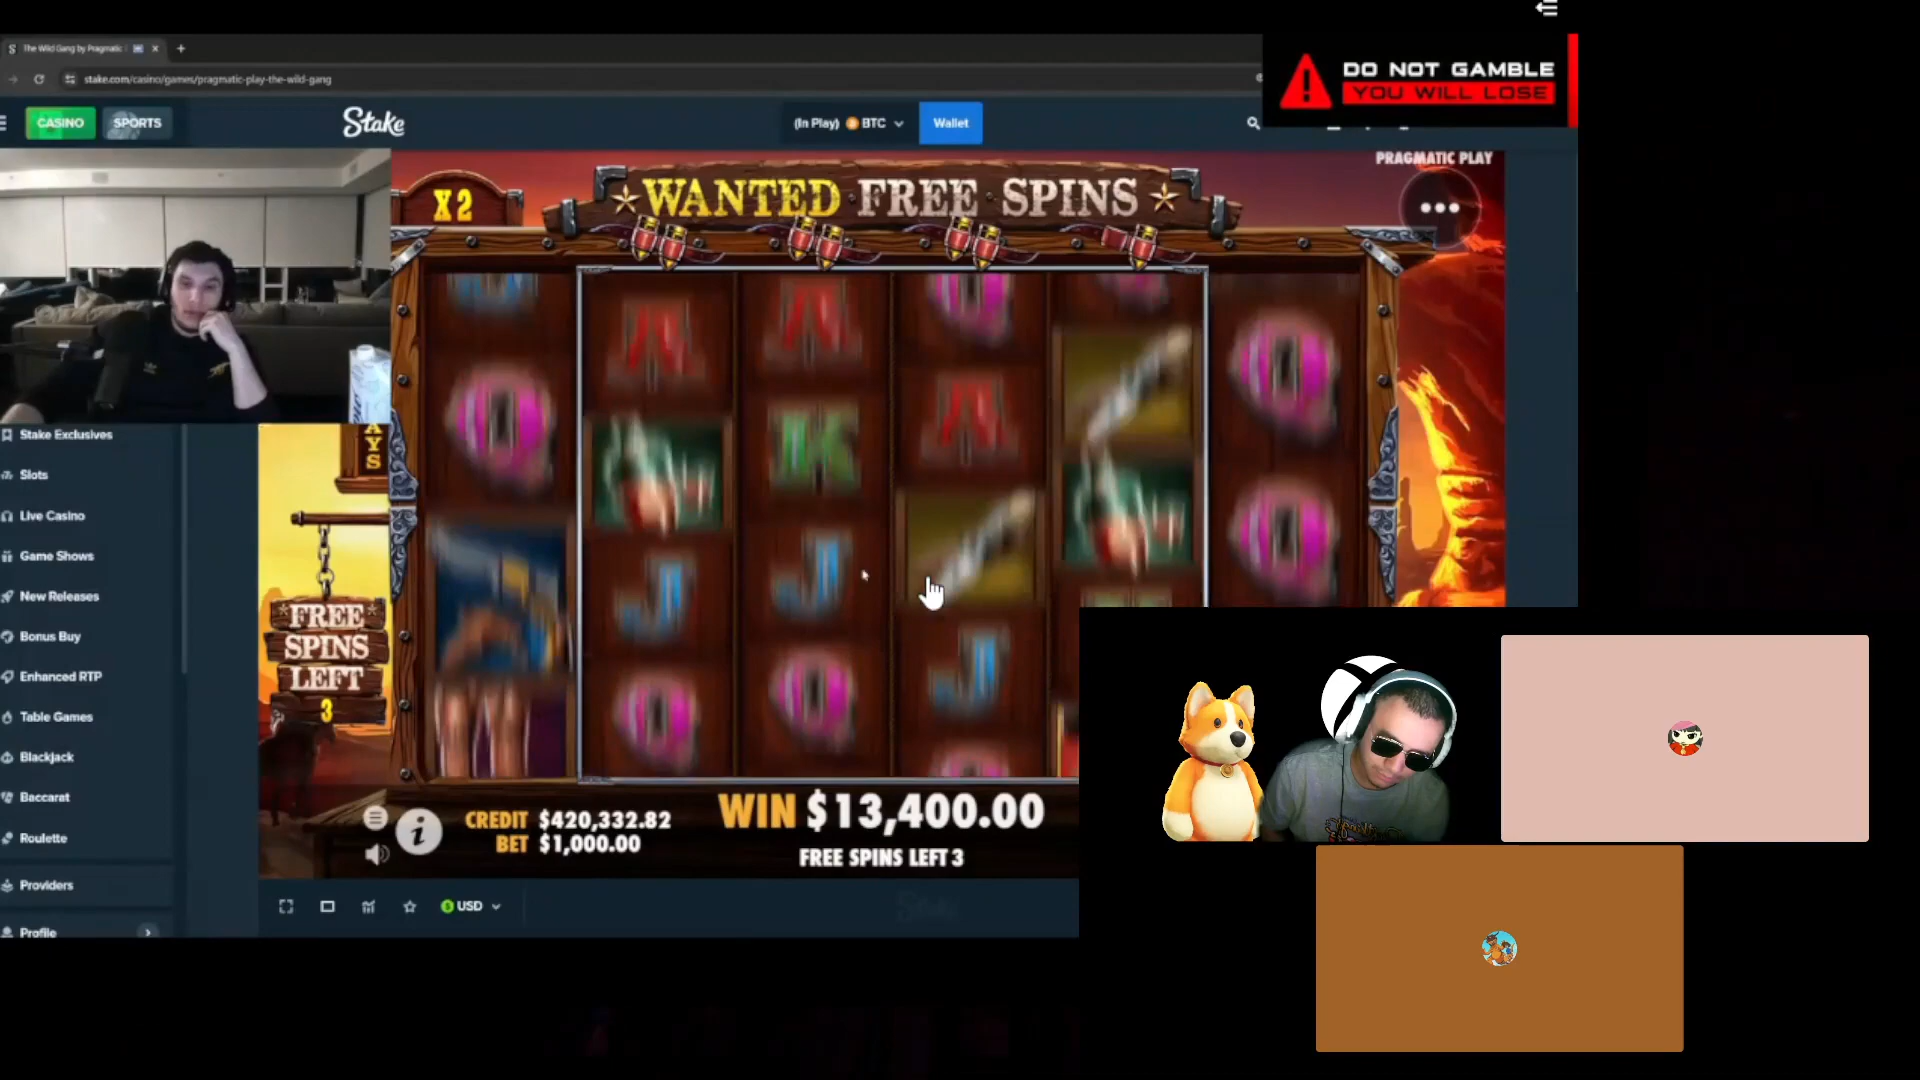 The Wild Gang by Pragmatic
stake.com/casino/games/pragmatic-play-the-wild-gang
DO NOT GAMBLE
YOU WILL LOSE
CASINO
SPORTS
Stake
(In Play) BTC
Wallet
PRAGMATIC PLAY
X2
WANTED FREE SPINS
AYS
Stake Exclusives
Slots
Live Casino
Game Shows
New Releases
Bonus Buy
Enhanced RTP
Table Games
Blackjack
Baccarat
Roulette
Providers
Profile
FREE
SPINS
LEFT
3
A
A
Q
Q
Q
K
A
J
J
Q
Q
Q
J
CREDIT $420,332.82
BET $1,000.00
WIN $13,400.00
FREE SPINS LEFT 3
USD